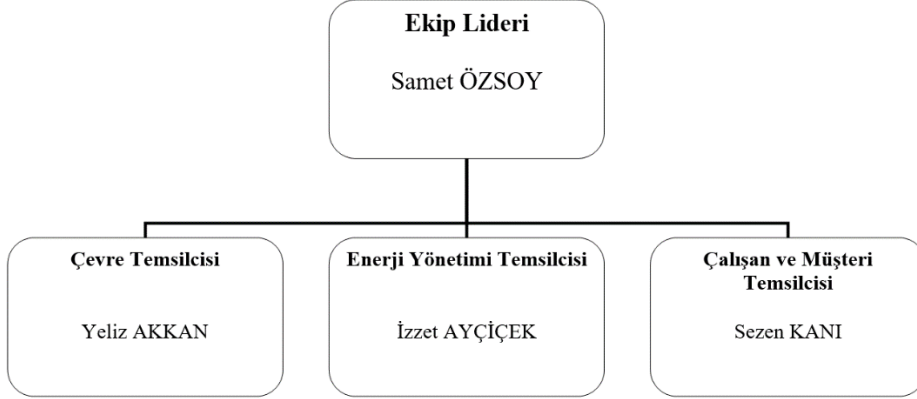 Ekip Lideri
Samet ÖZSOY
Çevre Temsilcisi
Yeliz AKKAN
Enerji Yönetimi Temsilcisi
İzzet AYÇİÇEK
Çalışan ve Müşteri
Temsilcisi
Sezen KANI